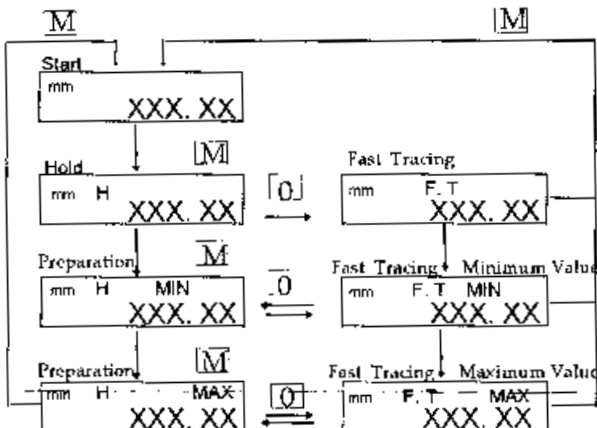 M M
Start
mm
XXX. XX
M
Hold Fast Tracing
mm H 0 mm F. T
XXX. XX XXX. XX
Preparation M Fast Tracing Minimum Value
mm H MIN 0 mm F. T MIN
XXX. XX XXX. XX
Preparation M Fast Tracing Maximum Value
mm H MAX 0 mm F. T MAX
XXX. XX XXX. XX